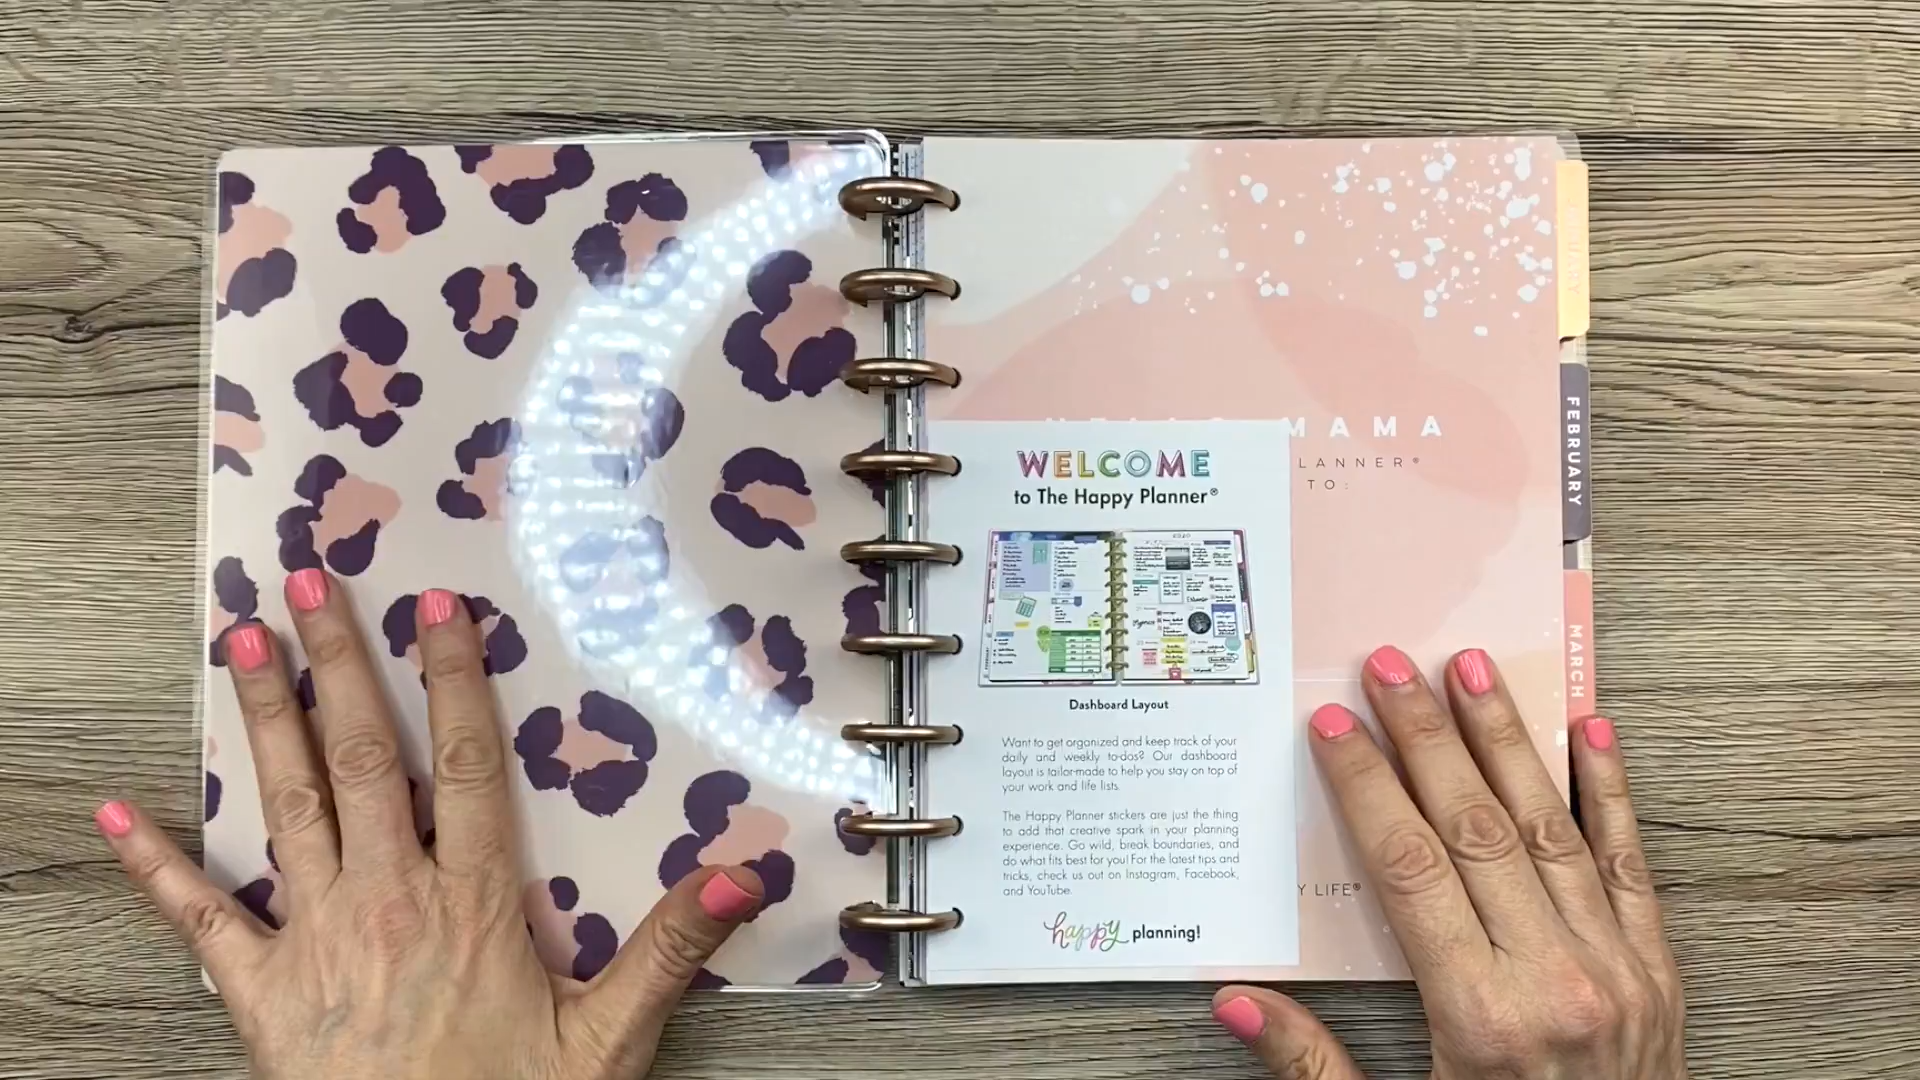 MAMA
LANNER®
TO:
Y LIFE®
WELCOME
to The Happy Planner®
2020
Dashboard Layout
Want to get organized and keep track of your
daily and weekly to-dos? Our dashboard
layout is tailor-made to help you stay on top of
your work and life lists.
The Happy Planner stickers are just the thing
to add that creative spark in your planning
experience. Go wild, break boundaries, and
do what fits best for you! For the latest tips and
tricks, check us out on Instagram, Facebook,
and YouTube.
happy planning!
JANUARY
FEBRUARY
MARCH